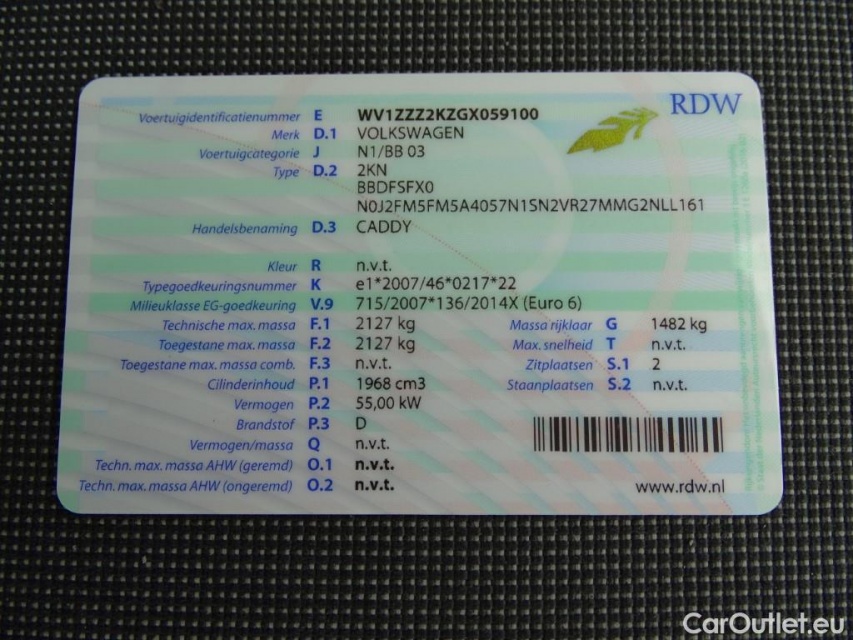 RDW
Voertuigidentificatienummer E WV1ZZZ2KZGX059100
Merk D.1 VOLKSWAGEN
Voertuigcategorie J N1/BB 03
Type D.2 2KN
BBDFSFX0
N0J2FM5FM5A4057N1SN2VR27MMG2NLL161
Handelsbenaming D.3 CADDY
Kleur R n.v.t.
Typegoedkeuringsnummer K e1*2007/46*0217*22
Milieuklasse EG-goedkeuring V.9 715/2007*136/2014X (Euro 6)
Technische max. massa F.1 2127 kg Massa rijklaar G 1482 kg
Toegestane max. massa F.2 2127 kg Max. snelheid T n.v.t.
Toegestane max. massa comb. F.3 n.v.t. Zitplaatsen S.1 2
Cilinderinhoud P.1 1968 cm3 Staanplaatsen S.2 n.v.t.
Vermogen P.2 55,00 kW
Brandstof P.3 D
Vermogen/massa Q n.v.t.
Techn. max. massa AHW (geremd) O.1 n.v.t.
Techn. max. massa AHW (ongeremd) O.2 n.v.t.
www.rdw.nl
CarOutlet.eu